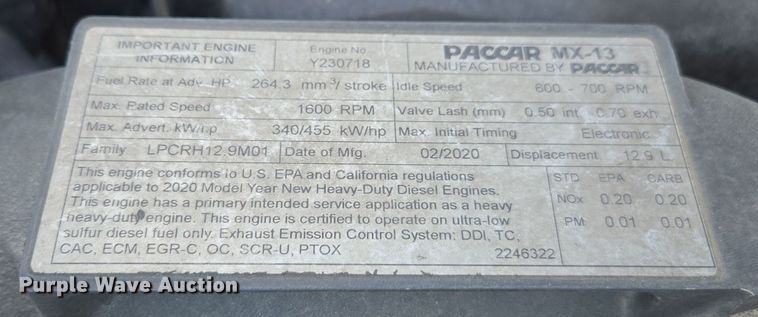 IMPORTANT ENGINE INFORMATION
Engine No. Y230718
PACCAR MX-13
MANUFACTURED BY PACCAR
Fuel Rate at Adv. HP 264.3 mm³/ stroke Idle Speed 600 - 700 RPM
Max. Rated Speed 1600 RPM Valve Lash (mm) 0.50 int. 0.70 exh.
Max. Advert. kW/hp 340/455 kW/hp Max. Initial Timing Electronic
Family LPCRH12.9M01 Date of Mfg. 02/2020 Displacement 12.9 L
This engine conforms to U.S. EPA and California regulations
applicable to 2020 Model Year New Heavy-Duty Diesel Engines.
This engine has a primary intended service application as a heavy
heavy-duty engine. This engine is certified to operate on ultra-low
sulfur diesel fuel only. Exhaust Emission Control System: DDI, TC,
CAC, ECM, EGR-C, OC, SCR-U, PTOX
STD EPA CARB
NOx 0.20 0.20
PM 0.01 0.01
2246322
Purple Wave Auction